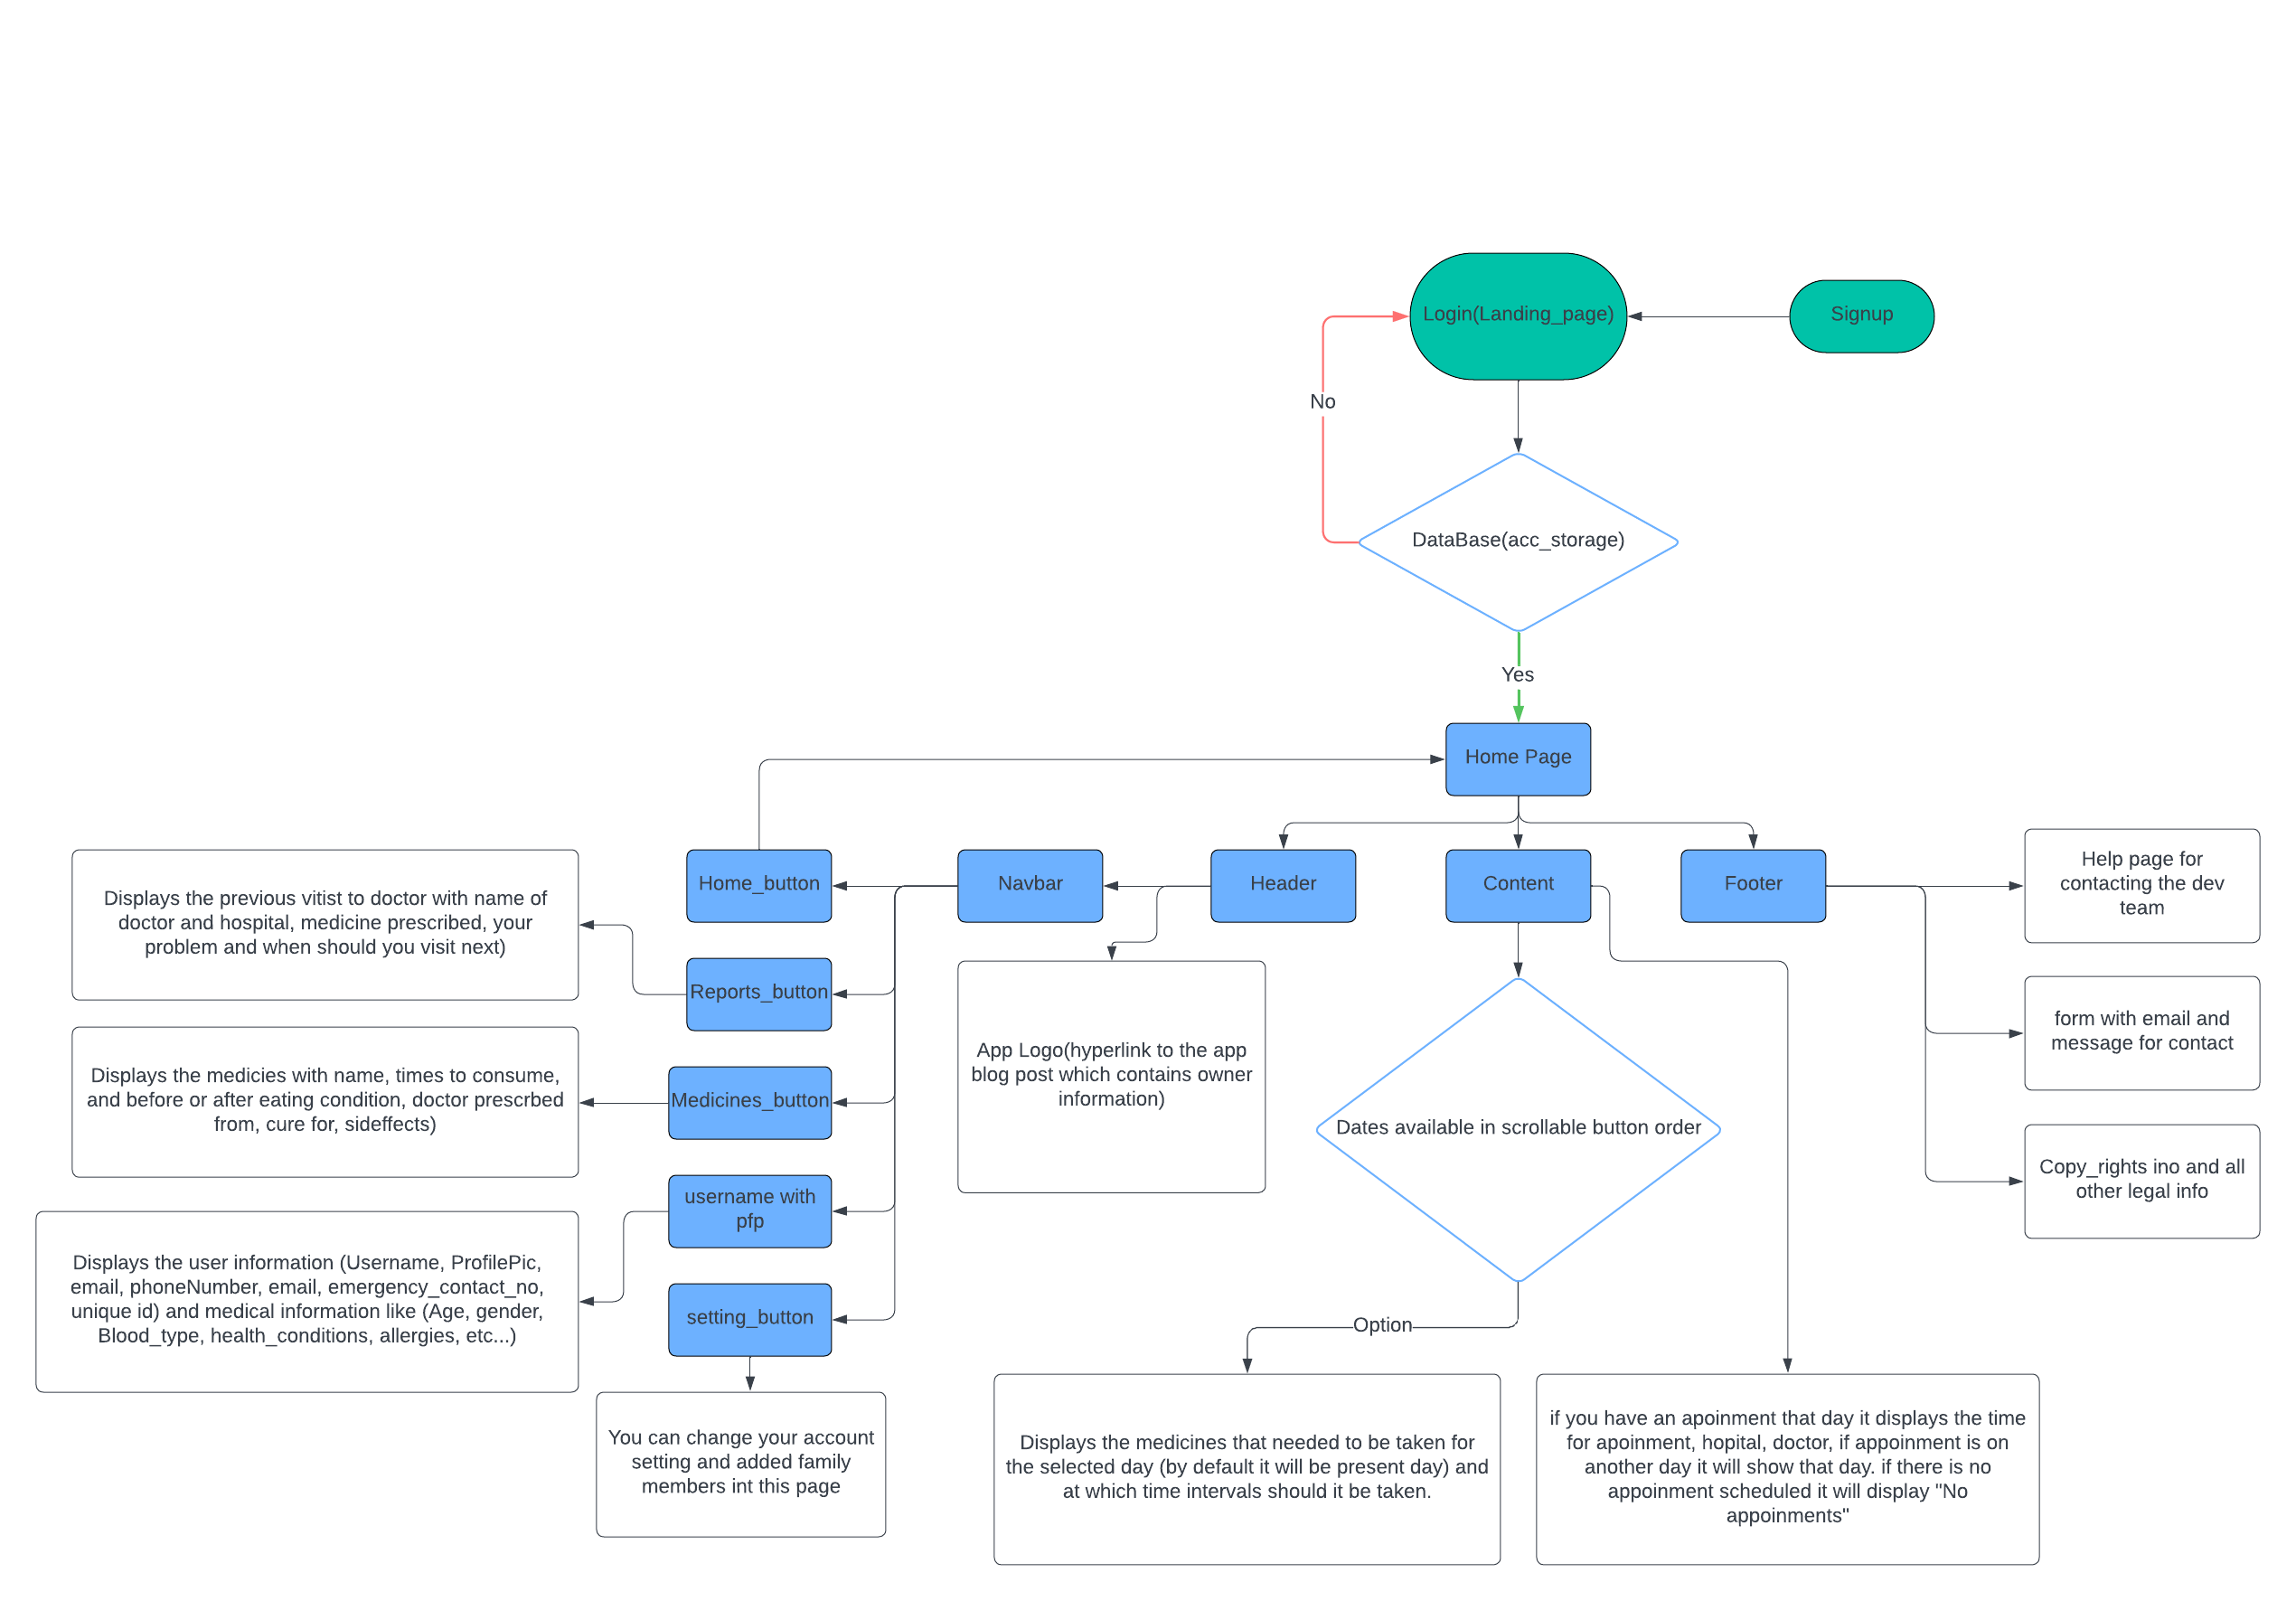 Login(Landing_page)
Signup
No
DataBase(acc_storage)
Yes
Home Page
Home_button
Navbar
Header
Content
Footer
Help page for
contacting the dev
team
Displays the previous vitist to doctor with name of
doctor and hospital, medicine prescribed, your
problem and when should you visit next)
Reports_button
form with email and
message for contact
App Logo(hyperlink to the app
blog post which contains owner
information)
Displays the medicies with name, times to consume,
and before or after eating condition, doctor prescrbed
from, cure for, sideffects)
Medicines_button
Dates available in scrollable button order
Copy_rights ino and all
other legal info
username with
pfp
Displays the user information (Username, ProfilePic,
email, phoneNumber, email, emergency_contact_no,
unique id) and medical information like (Age, gender,
Blood_type, health_conditions, allergies, etc...)
setting_button
Option
You can change your account
setting and added family
members int this page
Displays the medicines that needed to be taken for
the selected day (by default it will be present day) and
at which time intervals should it be taken.
if you have an apoinment that day it displays the time
for apoinment, hopital, doctor, if appoinment is on
another day it will show that day. if there is no
appoinment scheduled it will display "No
appoinments"